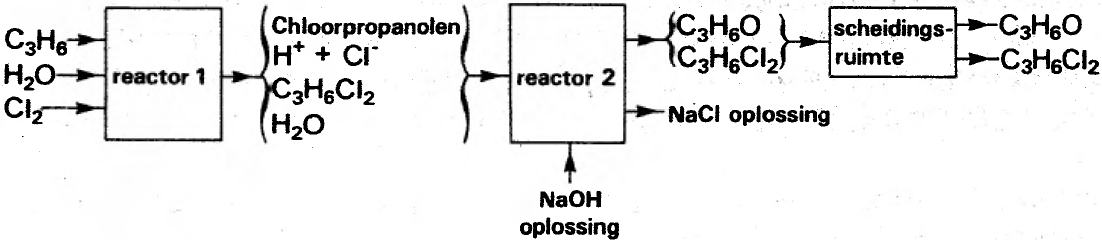 C₃H₆
H₂O
Cl₂
reactor 1
Chloorpropanolen
H⁺ + Cl⁻
C₃H₆Cl₂
H₂O
reactor 2
NaOH
oplossing
C₃H₆O
C₃H₆Cl₂
NaCl oplossing
scheidings-
ruimte
C₃H₆O
C₃H₆Cl₂